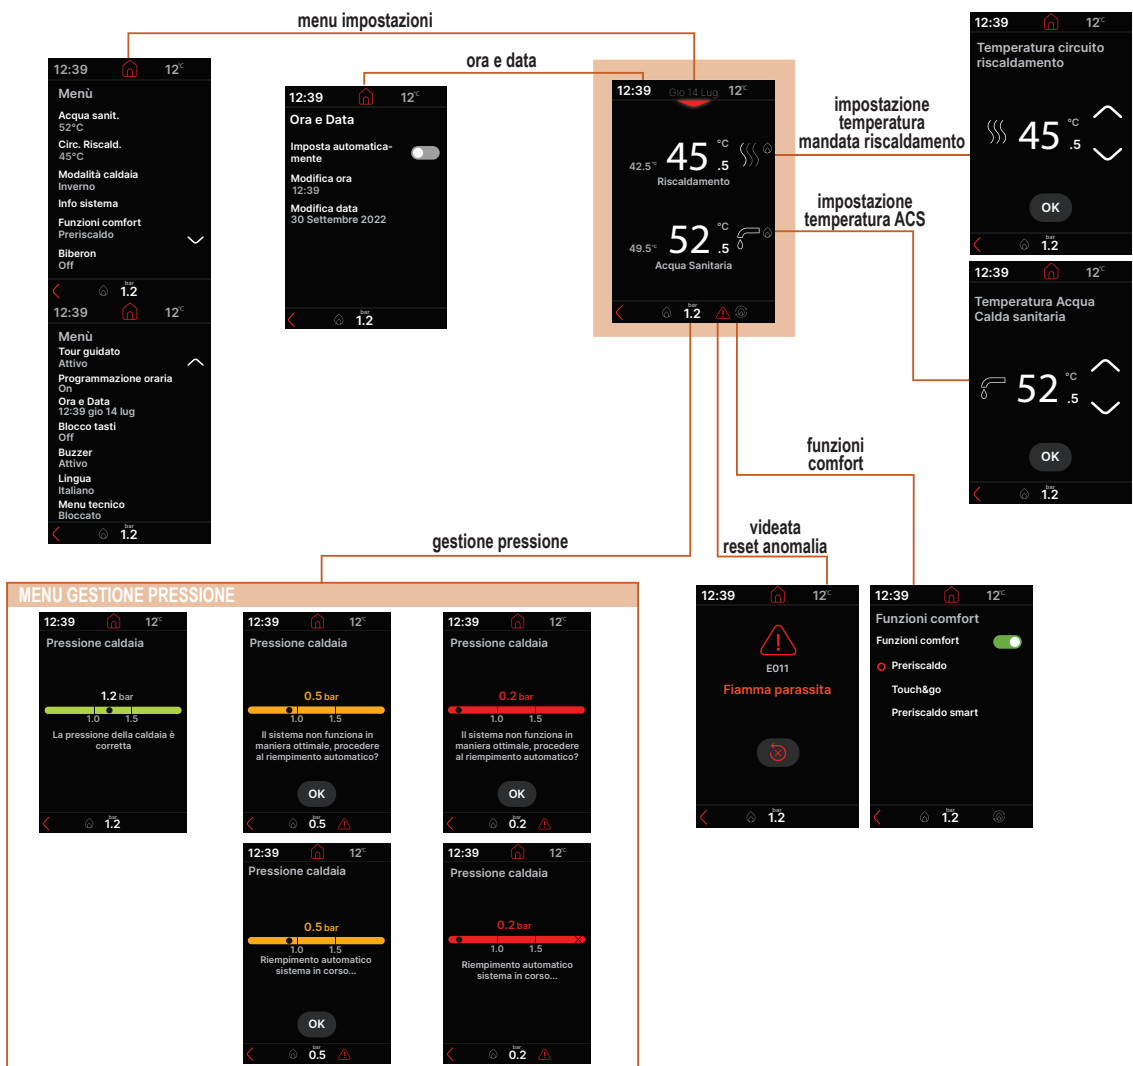 menu impostazioni
ora e data
12:39 12°C
Menù
Acqua sanit.
52°C
Circ. Riscald.
45°C
Modalità caldaia
Inverno
Info sistema
Funzioni comfort
Preriscaldo
Biberon
Off
bar
1.2
12:39 12°C
Menù
Tour guidato
Attivo
Programmazione oraria
On
Ora e Data
12:39 gio 14 lug
Blocco tasti
Off
Buzzer
Attivo
Lingua
Italiano
Menu tecnico
Bloccato
bar
1.2
12:39 12°C
Ora e Data
Imposta automatica-
mente
Modifica ora
12:39
Modifica data
30 Settembre 2022
bar
1.2
12:39 Gio 14 Lug 12°C
42.5°C 45 °C .5
Riscaldamento
49.5°C 52 °C .5
Acqua Sanitaria
bar
1.2
impostazione
temperatura
mandata riscaldamento
impostazione
temperatura ACS
12:39 12°C
Temperatura circuito
riscaldamento
45 °C .5
OK
bar
1.2
12:39 12°C
Temperatura Acqua
Calda sanitaria
52 °C .5
OK
bar
1.2
funzioni
comfort
videata
reset anomalia
gestione pressione
MENU GESTIONE PRESSIONE
12:39 12°C
Pressione caldaia
1.2 bar
1.0 1.5
La pressione della caldaia è
corretta
bar
1.2
12:39 12°C
Pressione caldaia
0.5 bar
1.0 1.5
Il sistema non funziona in
maniera ottimale, procedere
al riempimento automatico?
OK
bar
0.5
12:39 12°C
Pressione caldaia
0.2 bar
1.0 1.5
Il sistema non funziona in
maniera ottimale, procedere
al riempimento automatico?
OK
bar
0.2
12:39 12°C
E011
Fiamma parassita
bar
1.2
12:39 12°C
Funzioni comfort
Funzioni comfort
Preriscaldo
Touch&go
Preriscaldo smart
bar
1.2
12:39 12°C
Pressione caldaia
0.5 bar
1.0 1.5
Riempimento automatico
sistema in corso...
OK
bar
0.5
12:39 12°C
Pressione caldaia
0.2 bar
1.0 1.5
Riempimento automatico
sistema in corso...
bar
0.2